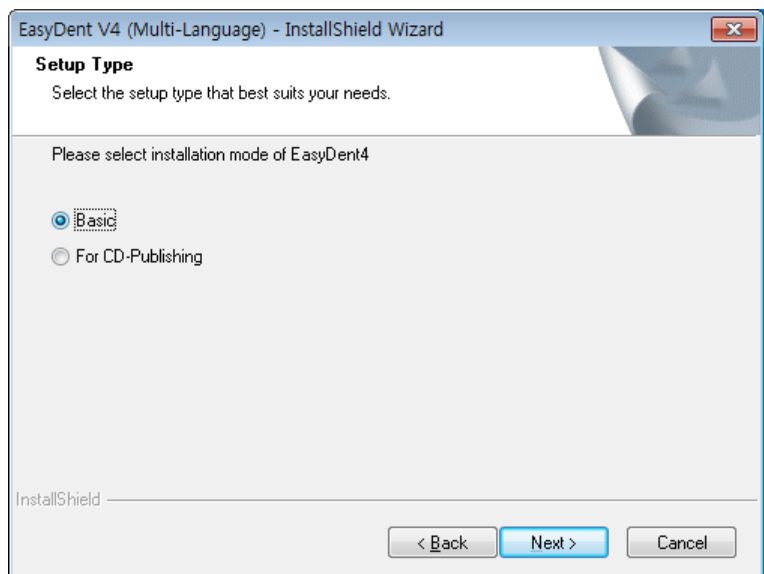 EasyDent V4 (Multi-Language) - InstallShield Wizard
Setup Type
Select the setup type that best suits your needs.
Please select installation mode of EasyDent4
Basic
For CD-Publishing
InstallShield
< Back Next > Cancel